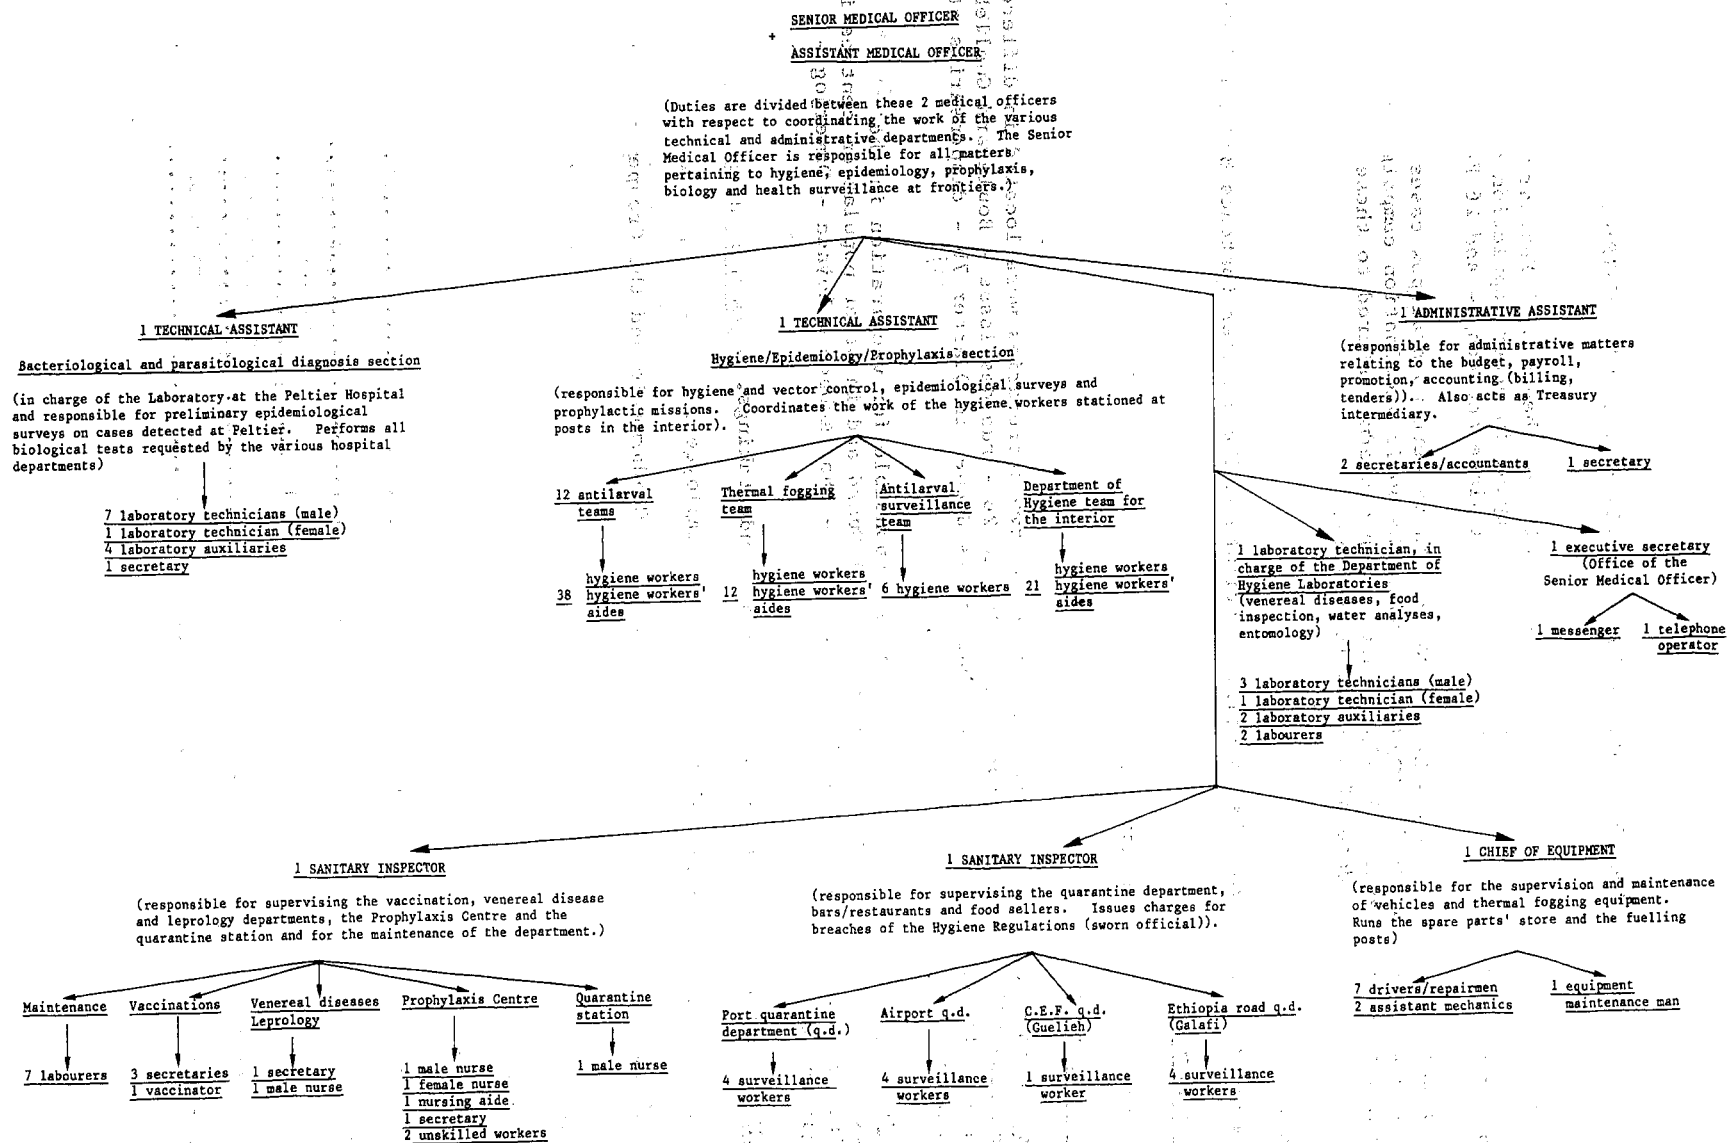 SENIOR MEDICAL OFFICER
+
ASSISTANT MEDICAL OFFICER
(Duties are divided between these 2 medical officers
with respect to coordinating the work of the various
technical and administrative departments. The Senior
Medical Officer is responsible for all matters
pertaining to hygiene, epidemiology, prophylaxis,
biology and health surveillance at frontiers.)
1 TECHNICAL ASSISTANT
Bacteriological and parasitological diagnosis section
(in charge of the Laboratory at the Peltier Hospital
and responsible for preliminary epidemiological
surveys on cases detected at Peltier. Performs all
biological tests requested by the various hospital
departments)
7 laboratory technicians (male)
1 laboratory technician (female)
4 laboratory auxiliaries
1 secretary
1 TECHNICAL ASSISTANT
Hygiene/Epidemiology/Prophylaxis section
(responsible for hygiene and vector control, epidemiological surveys and
prophylactic missions. Coordinates the work of the hygiene workers stationed at
posts in the interior).
12 antilarval
teams
38 hygiene workers
hygiene workers'
aides
Thermal fogging
team
12 hygiene workers
hygiene workers'
aides
Antilarval
surveillance
team
6 hygiene workers
Department of
Hygiene team for
the interior
21 hygiene workers
hygiene workers'
aides
1 ADMINISTRATIVE ASSISTANT
(responsible for administrative matters
relating to the budget, payroll,
promotion, accounting (billing,
tenders)). Also acts as Treasury
intermediary.
2 secretaries/accountants
1 secretary
1 laboratory technician, in
charge of the Department of
Hygiene Laboratories
(venereal diseases, food
inspection, water analyses,
entomology)
3 laboratory technicians (male)
1 laboratory technician (female)
2 laboratory auxiliaries
2 labourers
1 executive secretary
(Office of the
Senior Medical Officer)
1 messenger
1 telephone
operator
1 SANITARY INSPECTOR
(responsible for supervising the vaccination, venereal disease
and leprology departments, the Prophylaxis Centre and the
quarantine station and for the maintenance of the department.)
Maintenance
7 labourers
Vaccinations
3 secretaries
1 vaccinator
Venereal diseases
Leprology
1 secretary
1 male nurse
Prophylaxis Centre
1 male nurse
1 female nurse
1 nursing aide
1 secretary
2 unskilled workers
Quarantine
station
1 male nurse
1 SANITARY INSPECTOR
(responsible for supervising the quarantine department,
bars/restaurants and food sellers. Issues charges for
breaches of the Hygiene Regulations (sworn official)).
Port quarantine
department (q.d.)
4 surveillance
workers
Airport q.d.
4 surveillance
workers
C.E.F. q.d.
(Guelieh)
1 surveillance
worker
Ethiopia road q.d.
(Galafi)
4 surveillance
workers
1 CHIEF OF EQUIPMENT
(responsible for the supervision and maintenance
of vehicles and thermal fogging equipment.
Runs the spare parts' store and the fuelling
posts)
7 drivers/repairmen
2 assistant mechanics
1 equipment
maintenance man